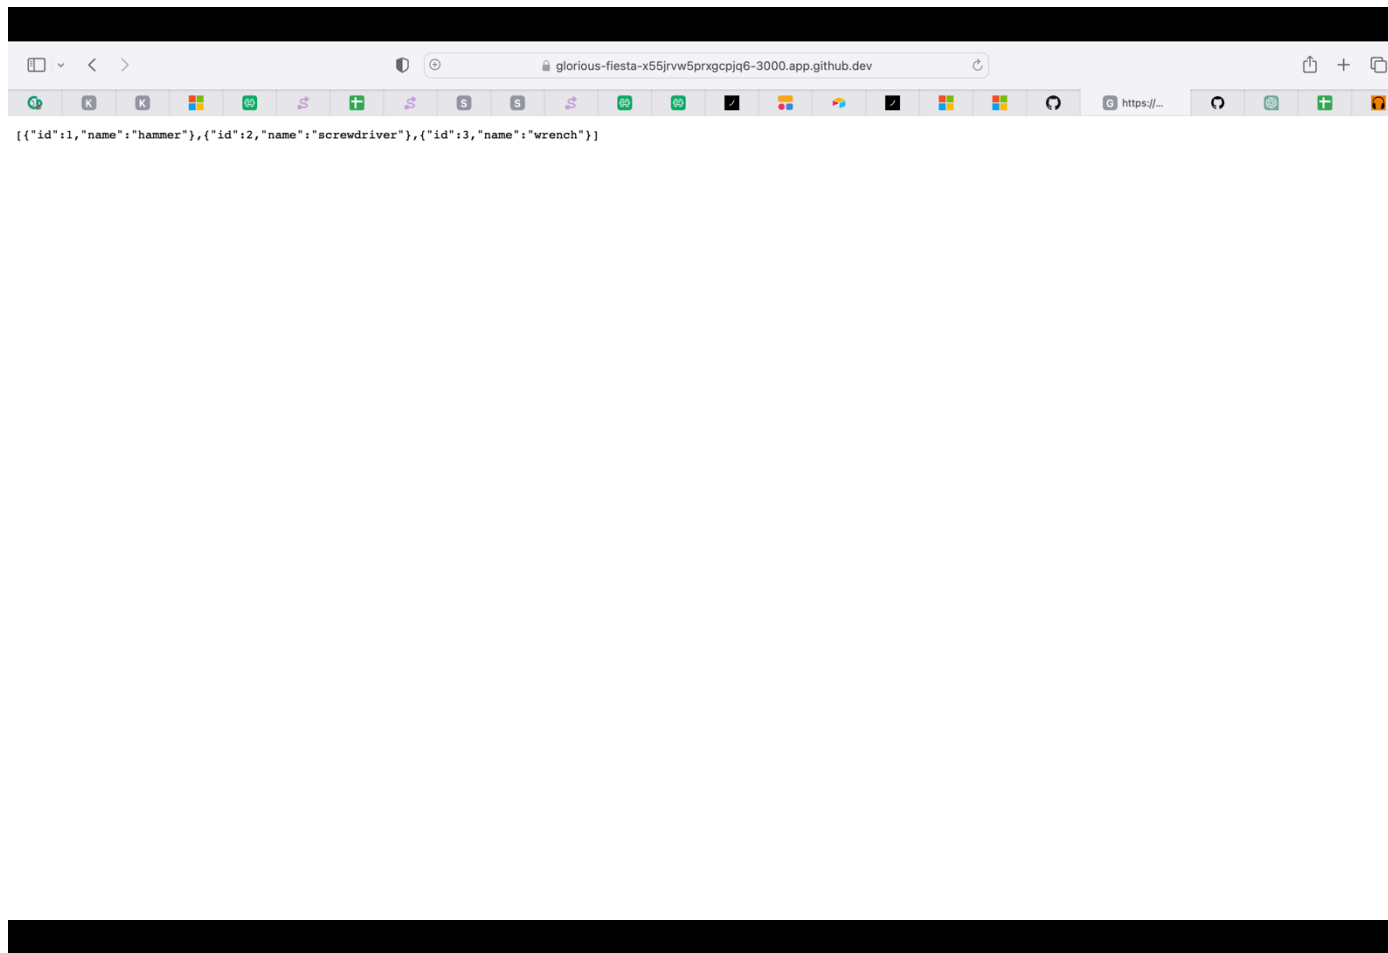 glorious-fiesta-x55jrvw5prxgcpjq6-3000.app.github.dev
K K S S G https://...
[{"id":1,"name":"hammer"},{"id":2,"name":"screwdriver"},{"id":3,"name":"wrench"}]